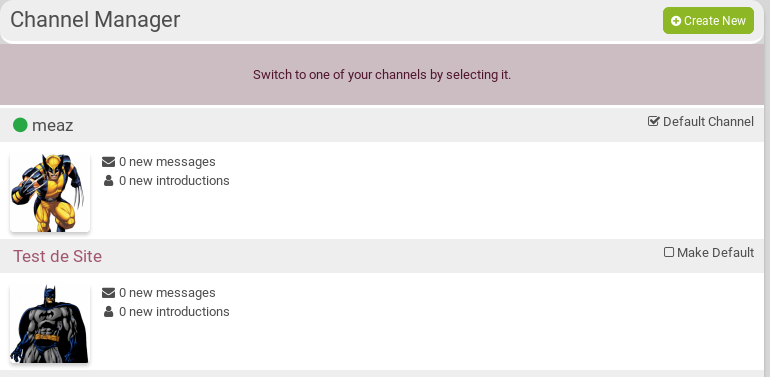 Channel Manager
Create New
Switch to one of your channels by selecting it.
meaz
Default Channel
0 new messages
0 new introductions
Test de Site
Make Default
0 new messages
0 new introductions